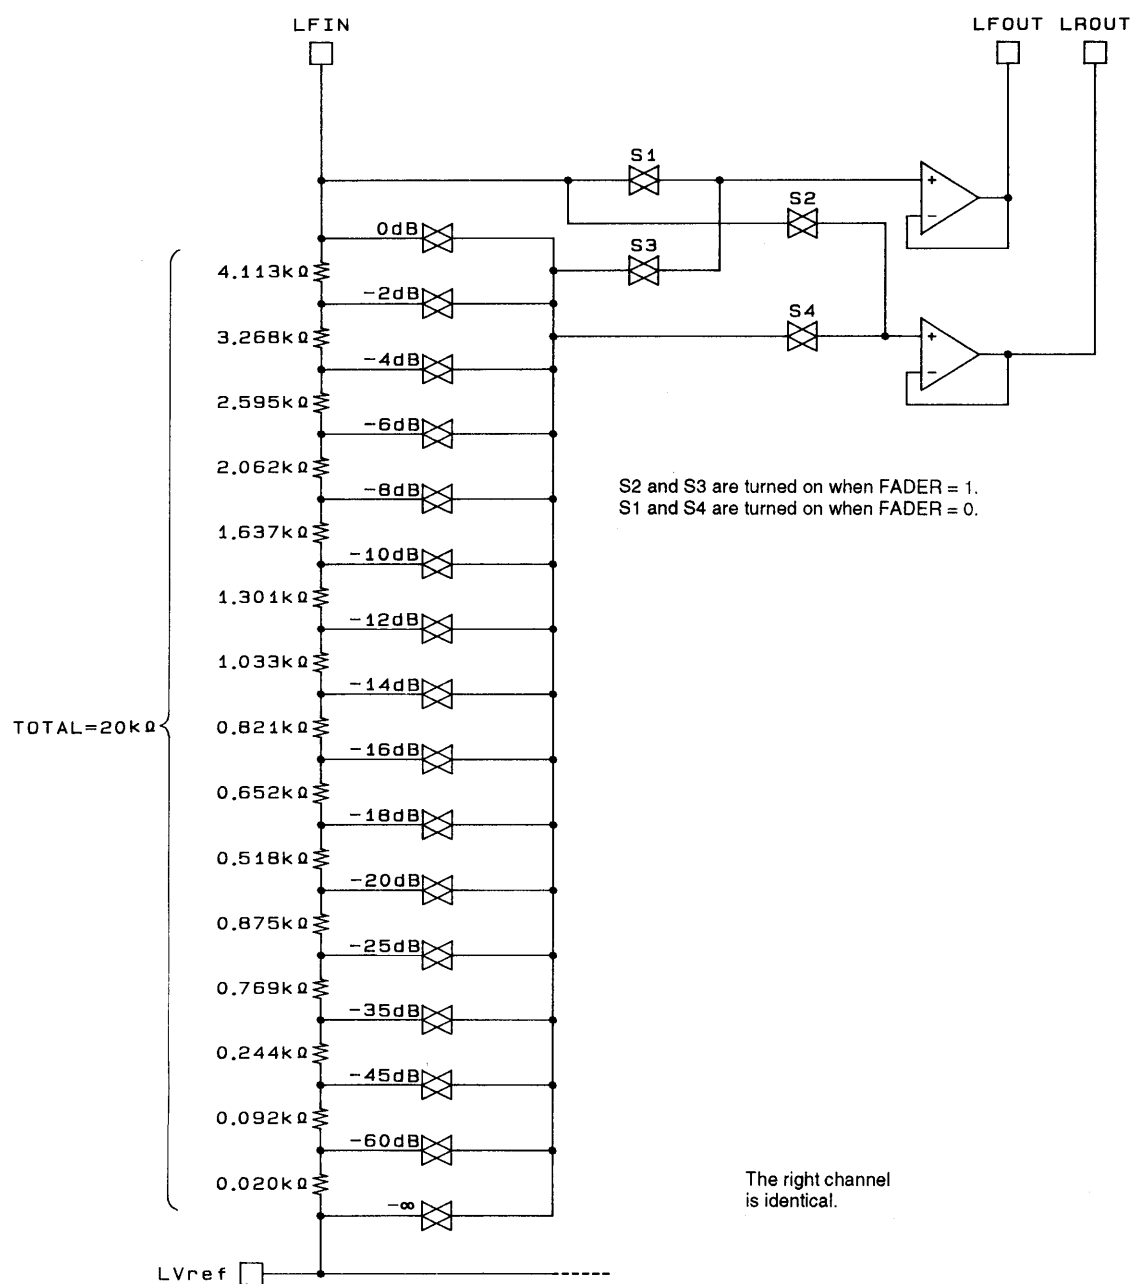 LFIN
LFOUT LROUT
S1
S2
0dB
S3
4.113kΩ
-2dB
S4
3.268kΩ
-4dB
2.595kΩ
-6dB
2.062kΩ
-8dB
S2 and S3 are turned on when FADER = 1.
S1 and S4 are turned on when FADER = 0.
1.637kΩ
-10dB
1.301kΩ
-12dB
1.033kΩ
-14dB
TOTAL=20kΩ
0.821kΩ
-16dB
0.652kΩ
-18dB
0.518kΩ
-20dB
0.875kΩ
-25dB
0.769kΩ
-35dB
0.244kΩ
-45dB
0.092kΩ
-60dB
0.020kΩ
-∞
The right channel
is identical.
LVref